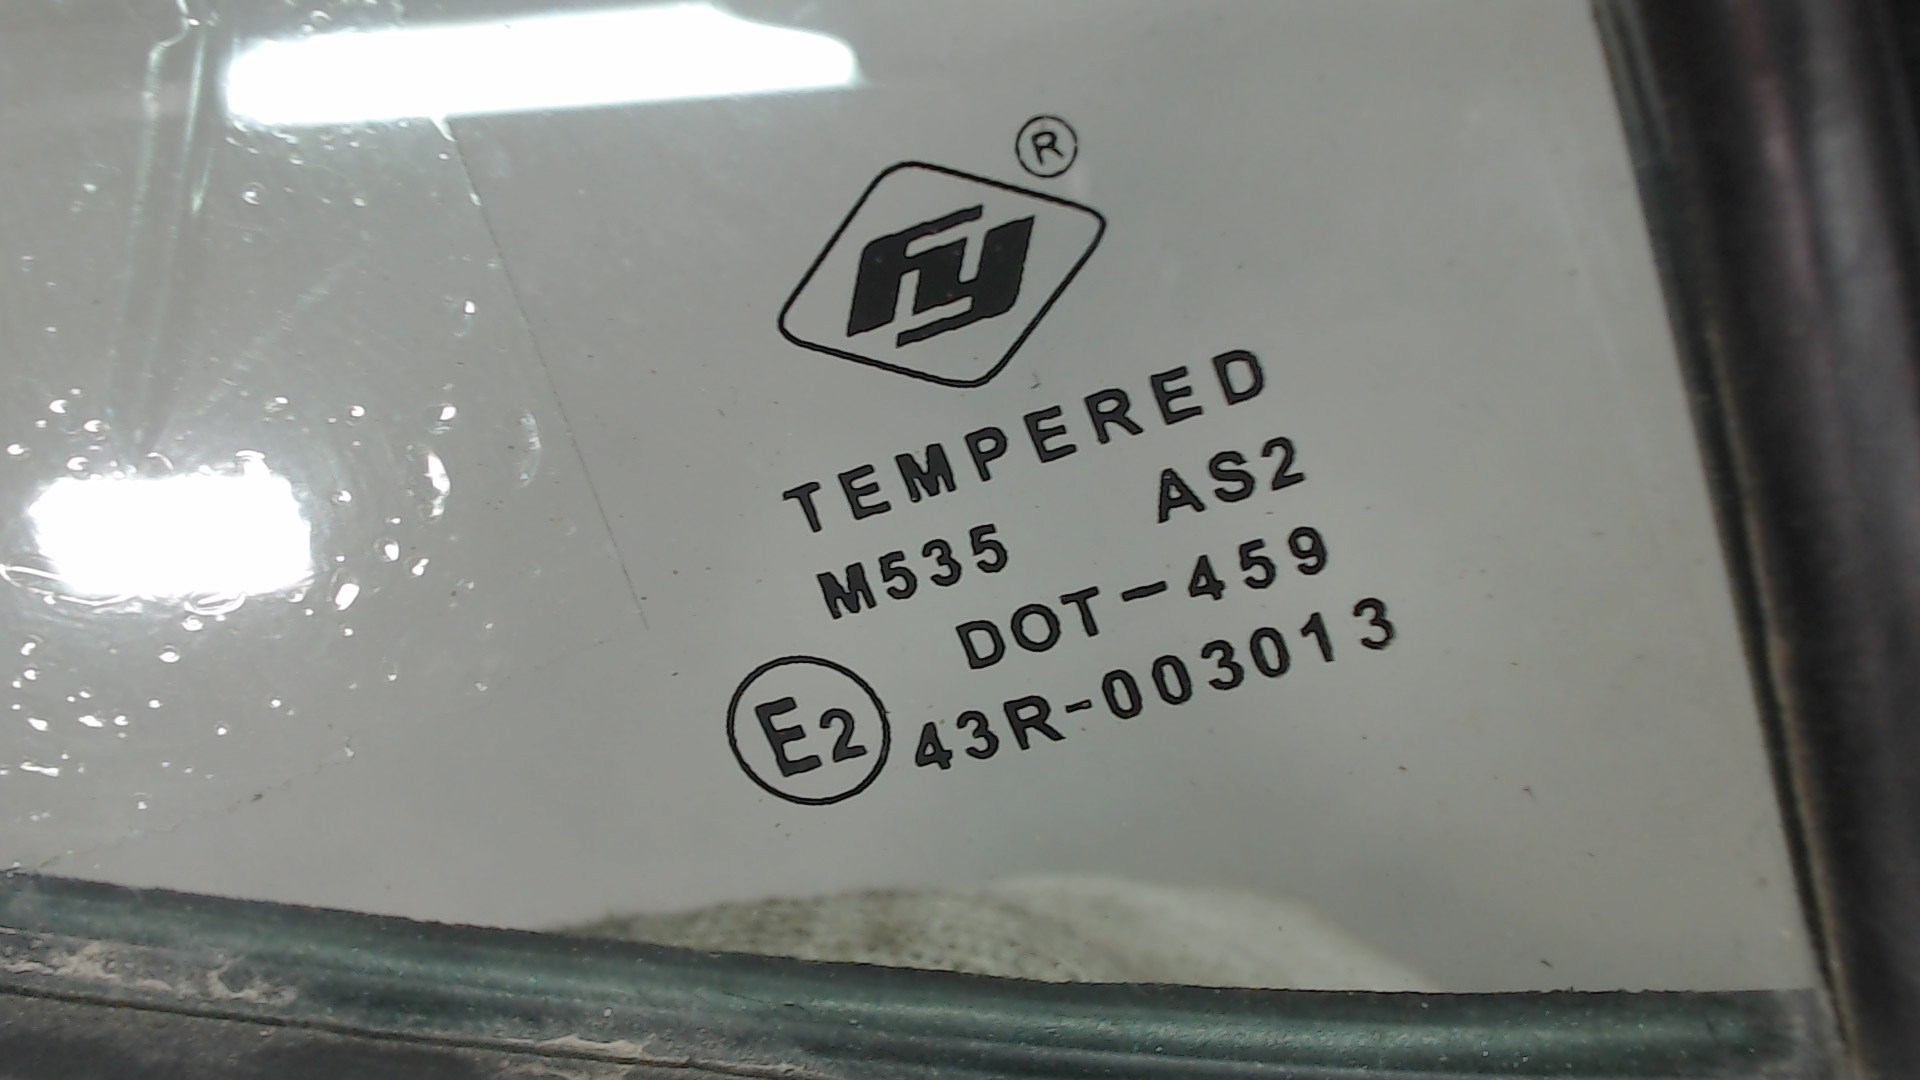 ®
FY
TEMPERED
M535 AS2
DOT-459
E2 43R-003013